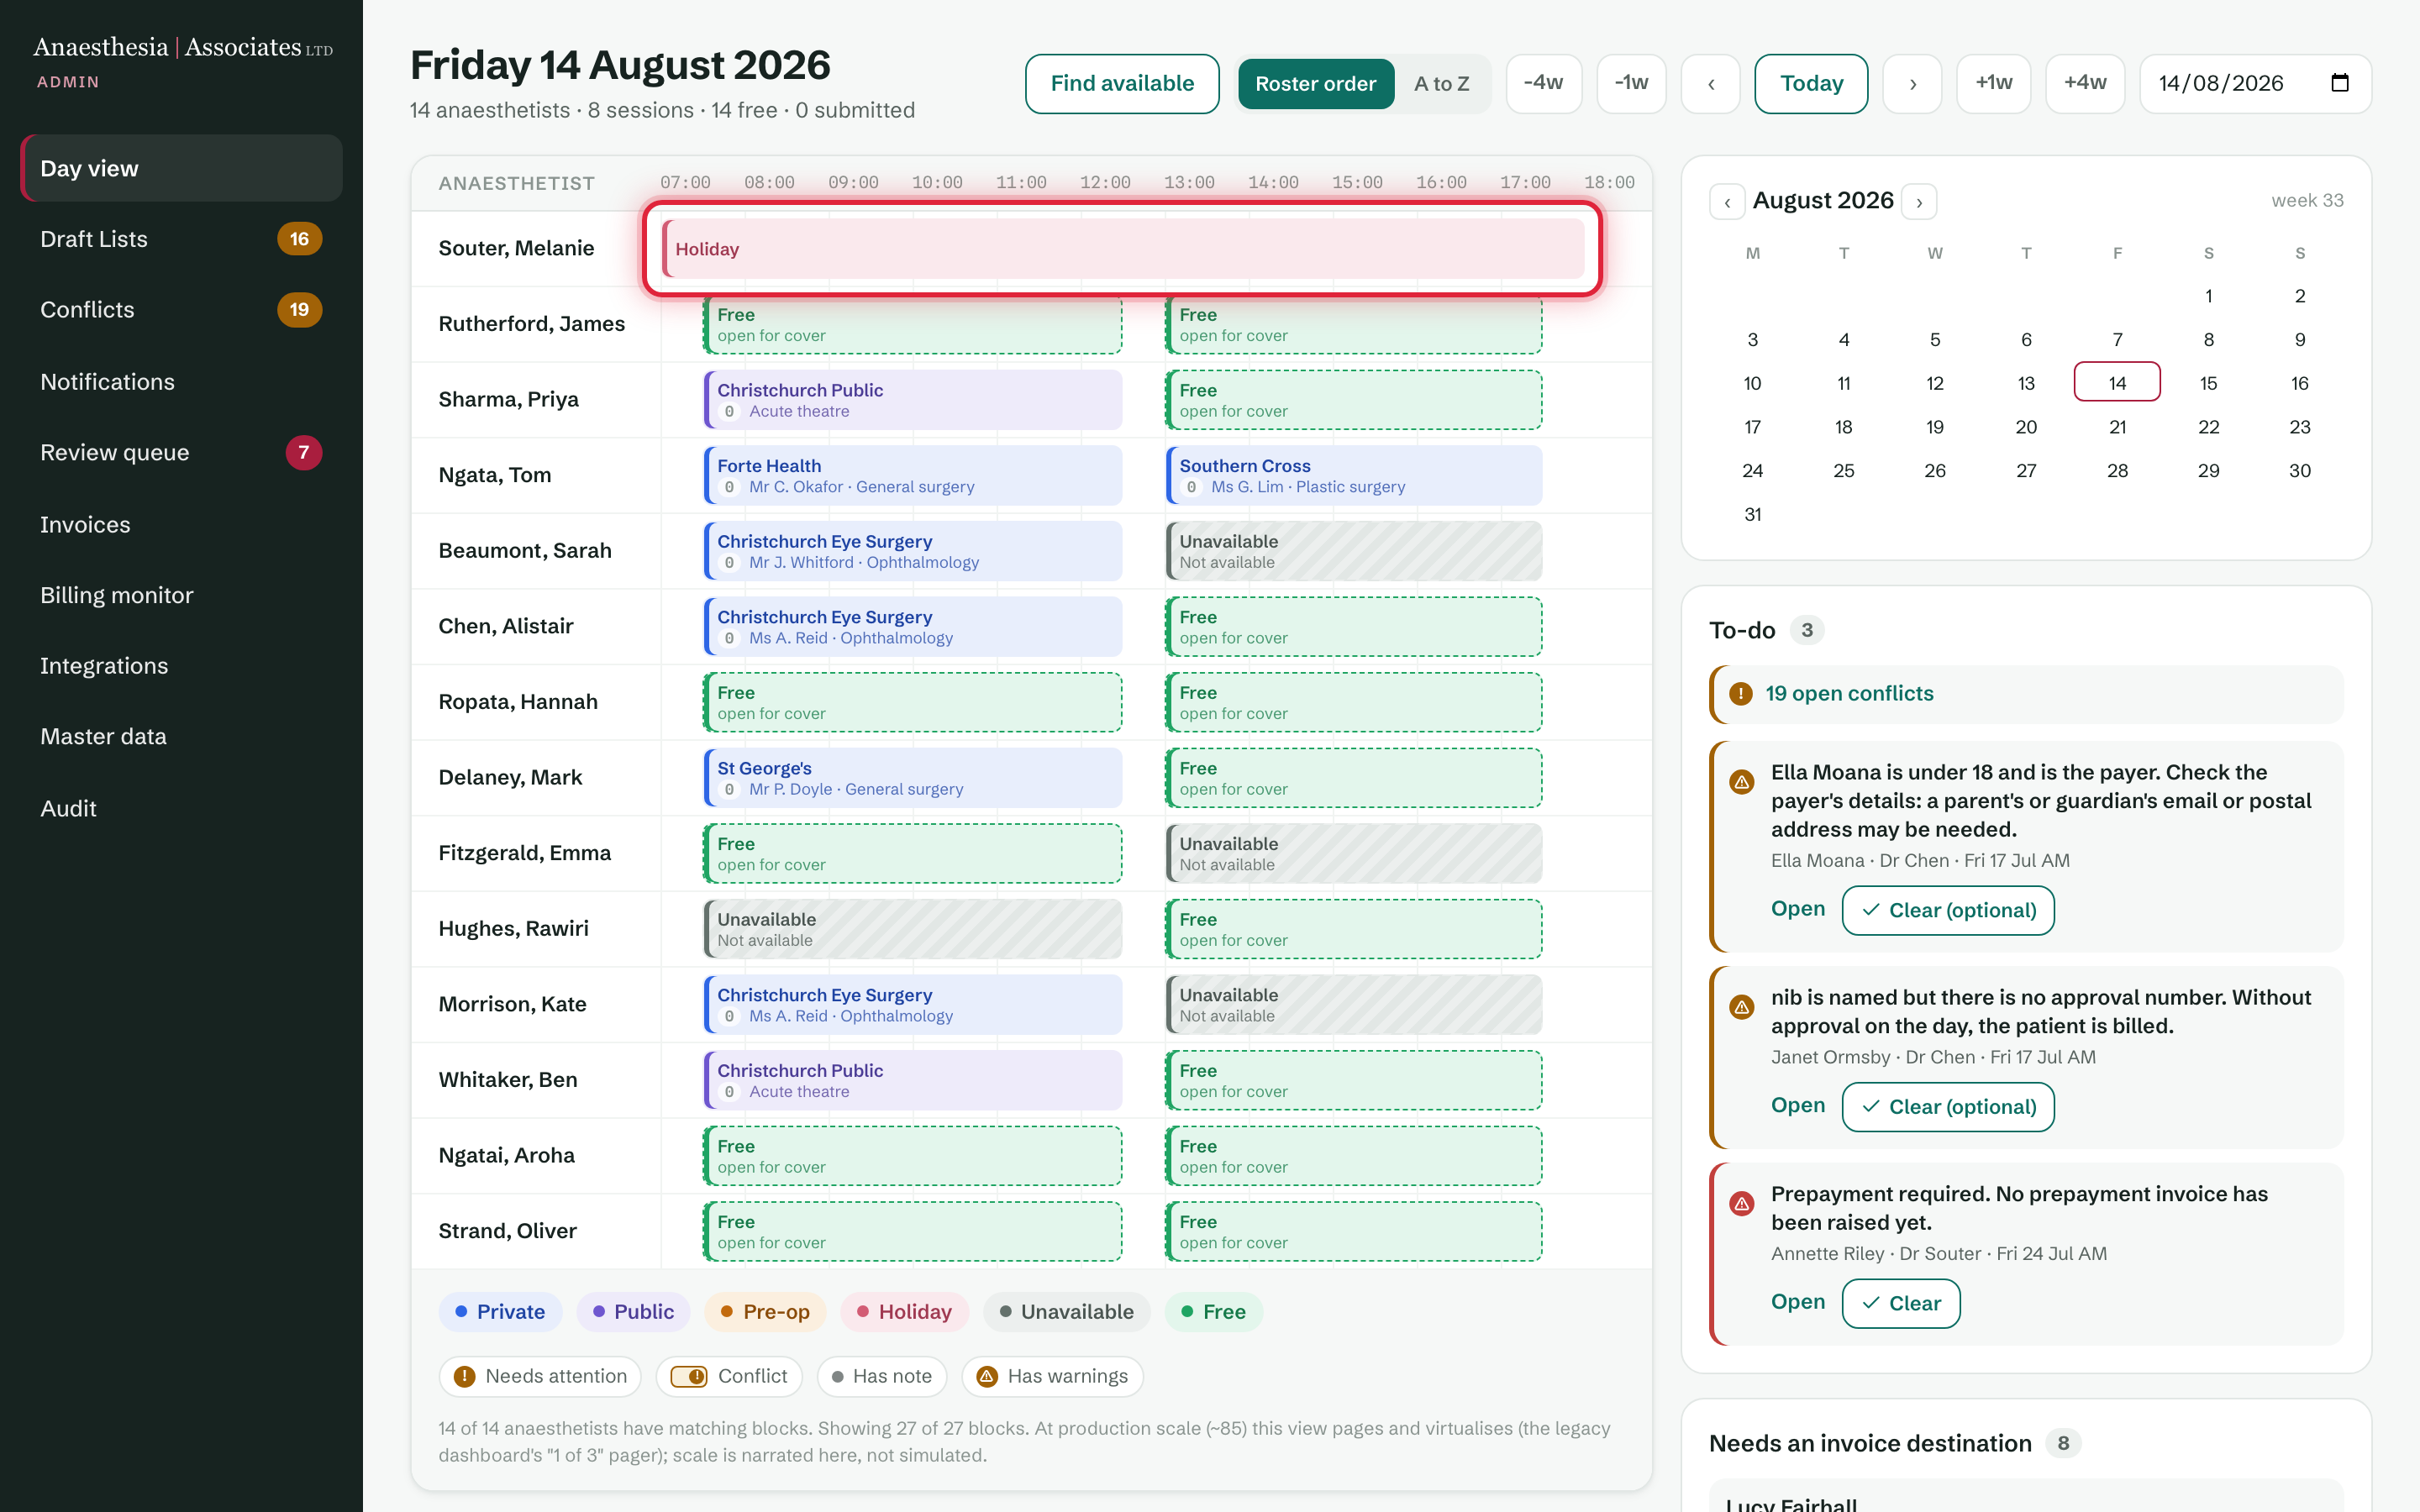 Anaesthesia | Associates LTD
ADMIN
Day view
Draft Lists 16
Conflicts 19
Notifications
Review queue 7
Invoices
Billing monitor
Integrations
Master data
Audit
Friday 14 August 2026
14 anaesthetists · 8 sessions · 14 free · 0 submitted
Find available
Roster order
A to Z
-4w
-1w
‹
Today
›
+1w
+4w
14/08/2026
ANAESTHETIST 07:00 08:00 09:00 10:00 11:00 12:00 13:00 14:00 15:00 16:00 17:00 18:00
Souter, Melanie
Holiday
Rutherford, James
Free
open for cover
Free
open for cover
Sharma, Priya
Christchurch Public
0 Acute theatre
Free
open for cover
Ngata, Tom
Forte Health
0 Mr C. Okafor · General surgery
Southern Cross
0 Ms G. Lim · Plastic surgery
Beaumont, Sarah
Christchurch Eye Surgery
0 Mr J. Whitford · Ophthalmology
Unavailable
Not available
Chen, Alistair
Christchurch Eye Surgery
0 Ms A. Reid · Ophthalmology
Free
open for cover
Ropata, Hannah
Free
open for cover
Free
open for cover
Delaney, Mark
St George's
0 Mr P. Doyle · General surgery
Free
open for cover
Fitzgerald, Emma
Free
open for cover
Unavailable
Not available
Hughes, Rawiri
Unavailable
Not available
Free
open for cover
Morrison, Kate
Christchurch Eye Surgery
0 Ms A. Reid · Ophthalmology
Unavailable
Not available
Whitaker, Ben
Christchurch Public
0 Acute theatre
Free
open for cover
Ngatai, Aroha
Free
open for cover
Free
open for cover
Strand, Oliver
Free
open for cover
Free
open for cover
Private Public Pre-op Holiday Unavailable Free
Needs attention Conflict Has note Has warnings
14 of 14 anaesthetists have matching blocks. Showing 27 of 27 blocks. At production scale (~85) this view pages and virtualises (the legacy
dashboard's "1 of 3" pager); scale is narrated here, not simulated.
‹ August 2026 › week 33
M T W T F S S
1 2
3 4 5 6 7 8 9
10 11 12 13 14 15 16
17 18 19 20 21 22 23
24 25 26 27 28 29 30
31
To-do 3
19 open conflicts
Ella Moana is under 18 and is the payer. Check the
payer's details: a parent's or guardian's email or postal
address may be needed.
Ella Moana · Dr Chen · Fri 17 Jul AM
Open Clear (optional)
nib is named but there is no approval number. Without
approval on the day, the patient is billed.
Janet Ormsby · Dr Chen · Fri 17 Jul AM
Open Clear (optional)
Prepayment required. No prepayment invoice has
been raised yet.
Annette Riley · Dr Souter · Fri 24 Jul AM
Open Clear
Needs an invoice destination 8
Lucy Fairhall